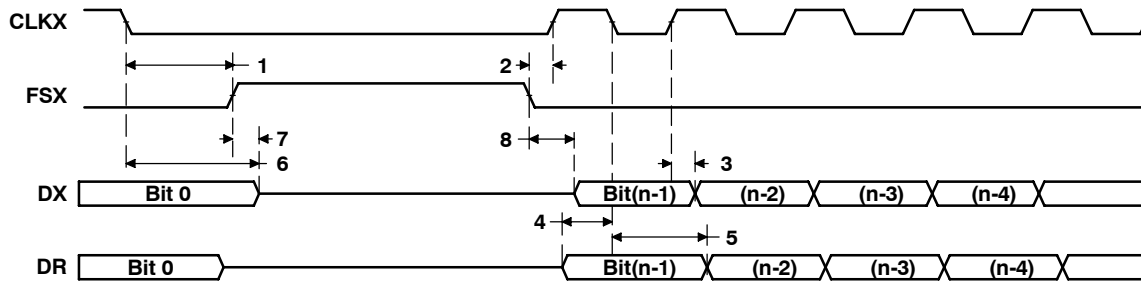 CLKX
1 2
FSX
7 8
6 3
DX Bit 0 Bit(n-1) (n-2) (n-3) (n-4)
4 5
DR Bit 0 Bit(n-1) (n-2) (n-3) (n-4)